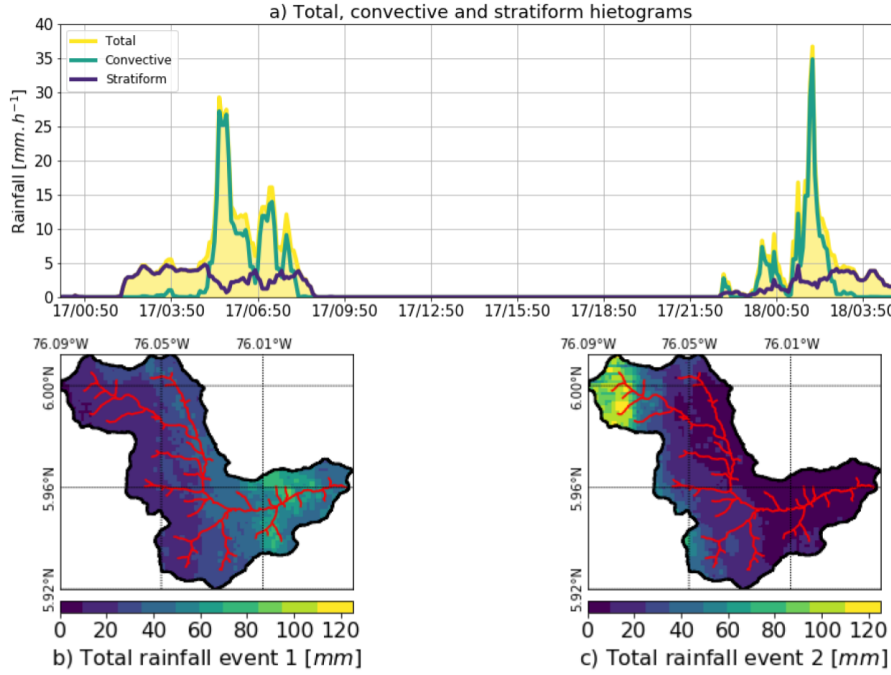 a) Total, convective and stratiform hietograms
Rainfall [mm.h⁻¹]
40
35
30
25
20
15
10
5
0
Total
Convective
Stratiform
17/00:50 17/03:50 17/06:50 17/09:50 17/12:50 17/15:50 17/18:50 17/21:50 18/00:50 18/03:50
76.09°W 76.05°W 76.01°W
6.00°N
5.96°N
5.92°N
0 20 40 60 80 100 120
b) Total rainfall event 1 [mm]
76.09°W 76.05°W 76.01°W
6.00°N
5.96°N
5.92°N
0 20 40 60 80 100 120
c) Total rainfall event 2 [mm]